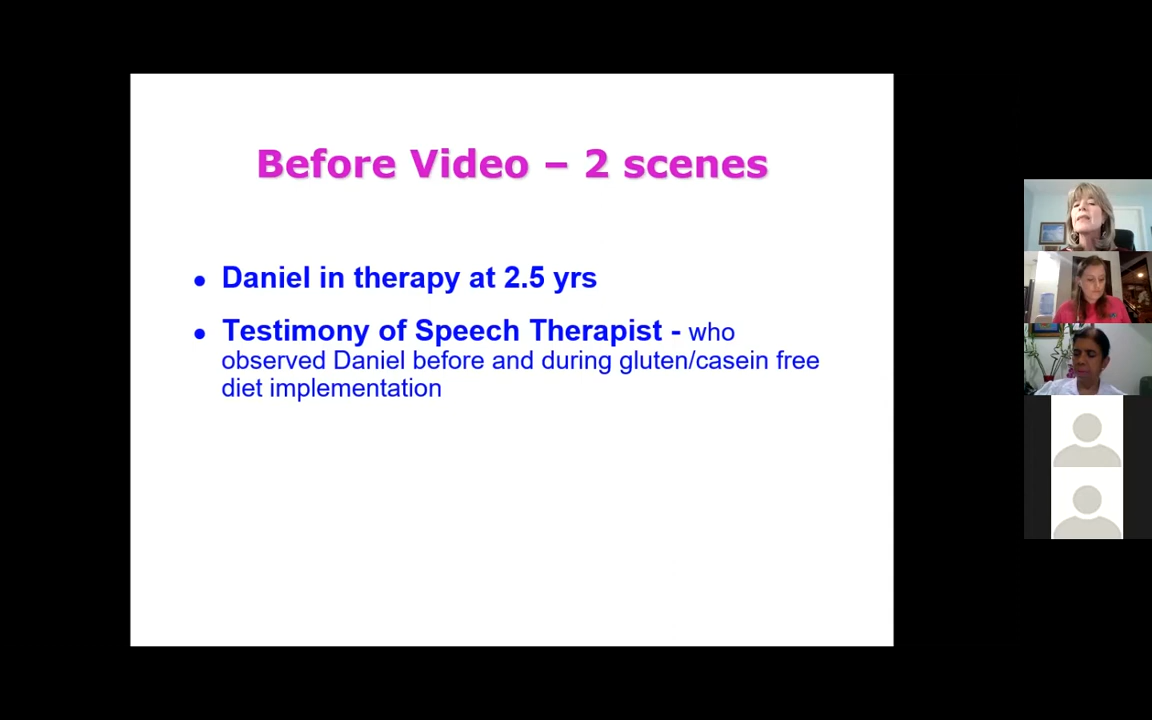 Before Video – 2 scenes
• Daniel in therapy at 2.5 yrs
• Testimony of Speech Therapist - who
observed Daniel before and during gluten/casein free
diet implementation